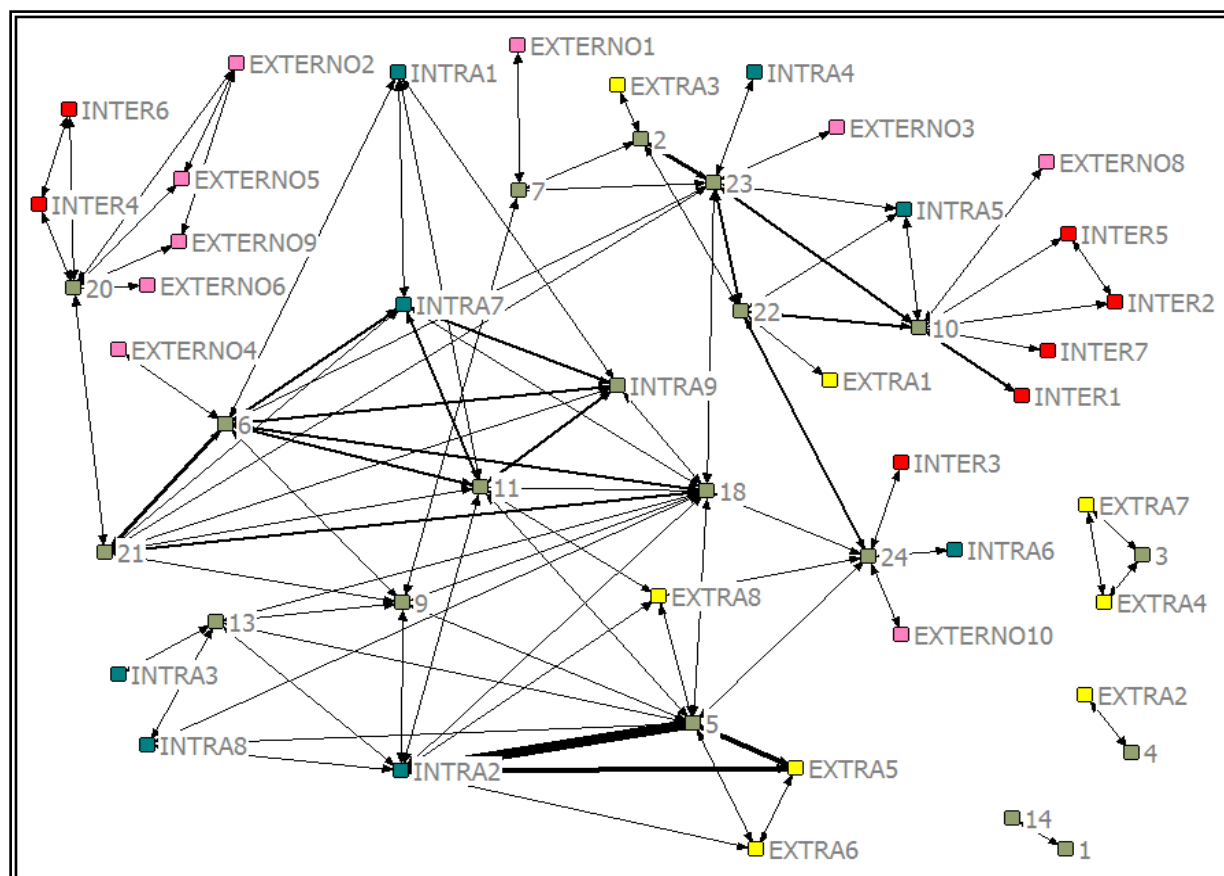 EXTERNO1
EXTERNO2
INTRA1
INTRA4
EXTRA3
INTER6
EXTERNO3
2
EXTERNO8
EXTERNO5
23
7
INTER4
INTRA5
INTER5
EXTERNO9
20
EXTERNO6
INTER2
INTRA7
22
10
EXTERNO4
INTER7
EXTRA1
INTRA9
INTER1
6
INTER3
11
18
EXTRA7
21
24
INTRA6
3
EXTRA8
9
EXTRA4
13
EXTERNO10
INTRA3
EXTRA2
5
INTRA8
4
INTRA2
EXTRA5
14
EXTRA6
1